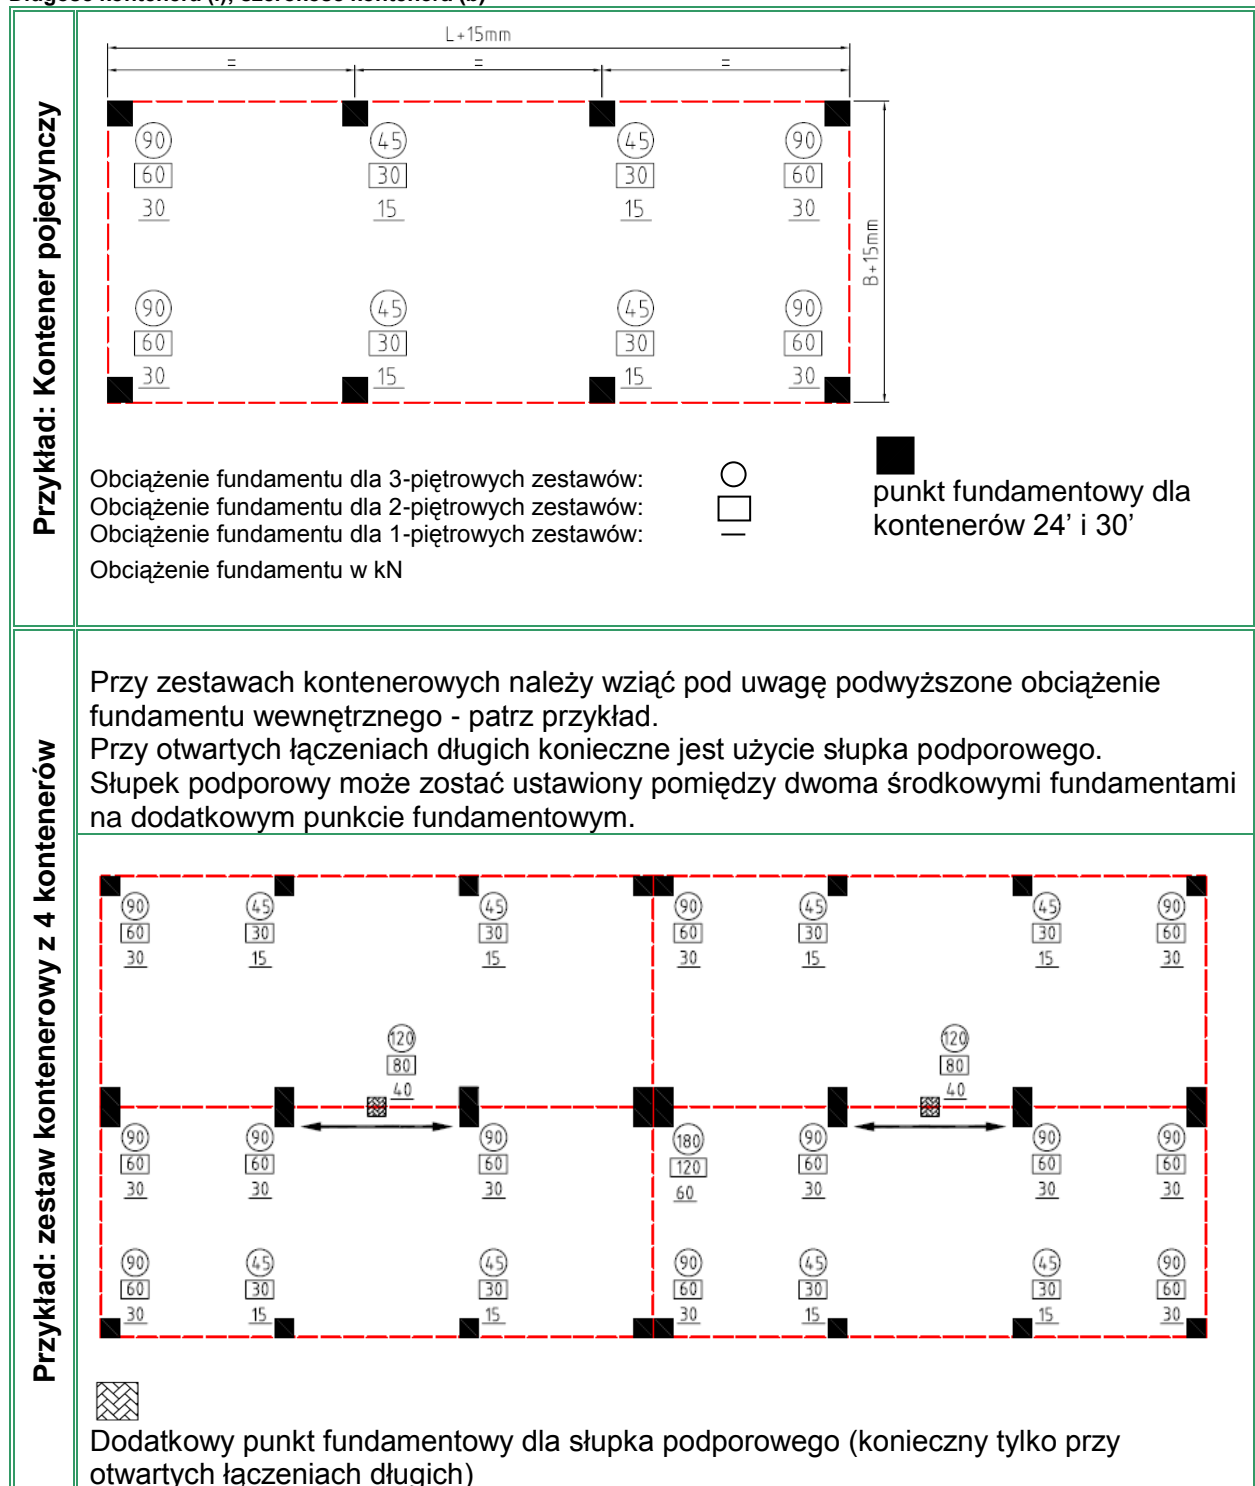 Długość kontenera (l), szerokość kontenera (b)
Przykład: Kontener pojedynczy
L+15mm
= = =
90 45 45 90
60 30 30 60
30 15 15 30
B+15mm
90 45 45 90
60 30 30 60
30 15 15 30
Obciążenie fundamentu dla 3-piętrowych zestawów:
Obciążenie fundamentu dla 2-piętrowych zestawów:
Obciążenie fundamentu dla 1-piętrowych zestawów:
Obciążenie fundamentu w kN
punkt fundamentowy dla
kontenerów 24’ i 30’
Przykład: zestaw kontenerowy z 4 kontenerów
Przy zestawach kontenerowych należy wziąć pod uwagę podwyższone obciążenie
fundamentu wewnętrznego - patrz przykład.
Przy otwartych łączeniach długich konieczne jest użycie słupka podporowego.
Słupek podporowy może zostać ustawiony pomiędzy dwoma środkowymi fundamentami
na dodatkowym punkcie fundamentowym.
90 45 45 90 45 45 90
60 30 30 60 30 30 60
30 15 15 30 15 15 30
120 120
80 80
40 40
90 90 90 180 90 90 90
60 60 60 120 60 60 60
30 30 30 60 30 30 30
90 45 45 90 45 45 90
60 30 30 60 30 30 60
30 15 15 30 15 15 30
Dodatkowy punkt fundamentowy dla słupka podporowego (konieczny tylko przy
otwartych łączeniach długich)